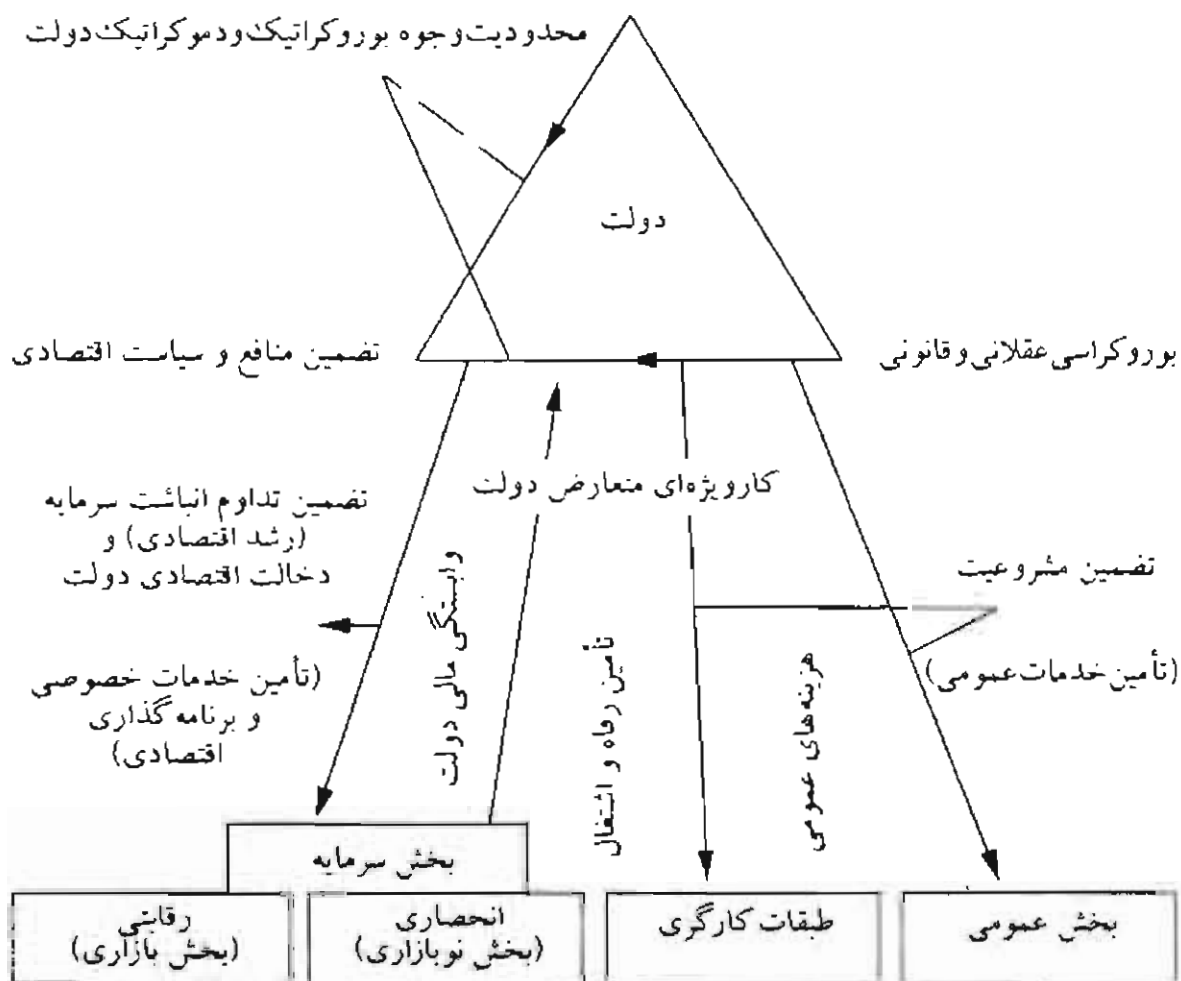 محدودیت وجوه بوروکراتیک و دموکراتیک دولت
دولت
بوروکراسی عقلانی و قانونی
تضمین منافع و سیاست اقتصادی
کارویژه‌ای متعارض دولت
تضمین تداوم انباشت سرمایه
(رشد اقتصادی) و
دخالت اقتصادی دولت
تضمین مشروعیت
(تأمین خدمات عمومی)
(تأمین خدمات خصوصی
و برنامه گذاری
اقتصادی)
هزینه‌های عمومی
تأمین رفاه و اشتغال
وابستگی مالی دولت
بخش سرمایه
بخش عمومی
طبقات کارگری
انحصاری
(بخش نوبازاری)
رقابتی
(بخش بازاری)